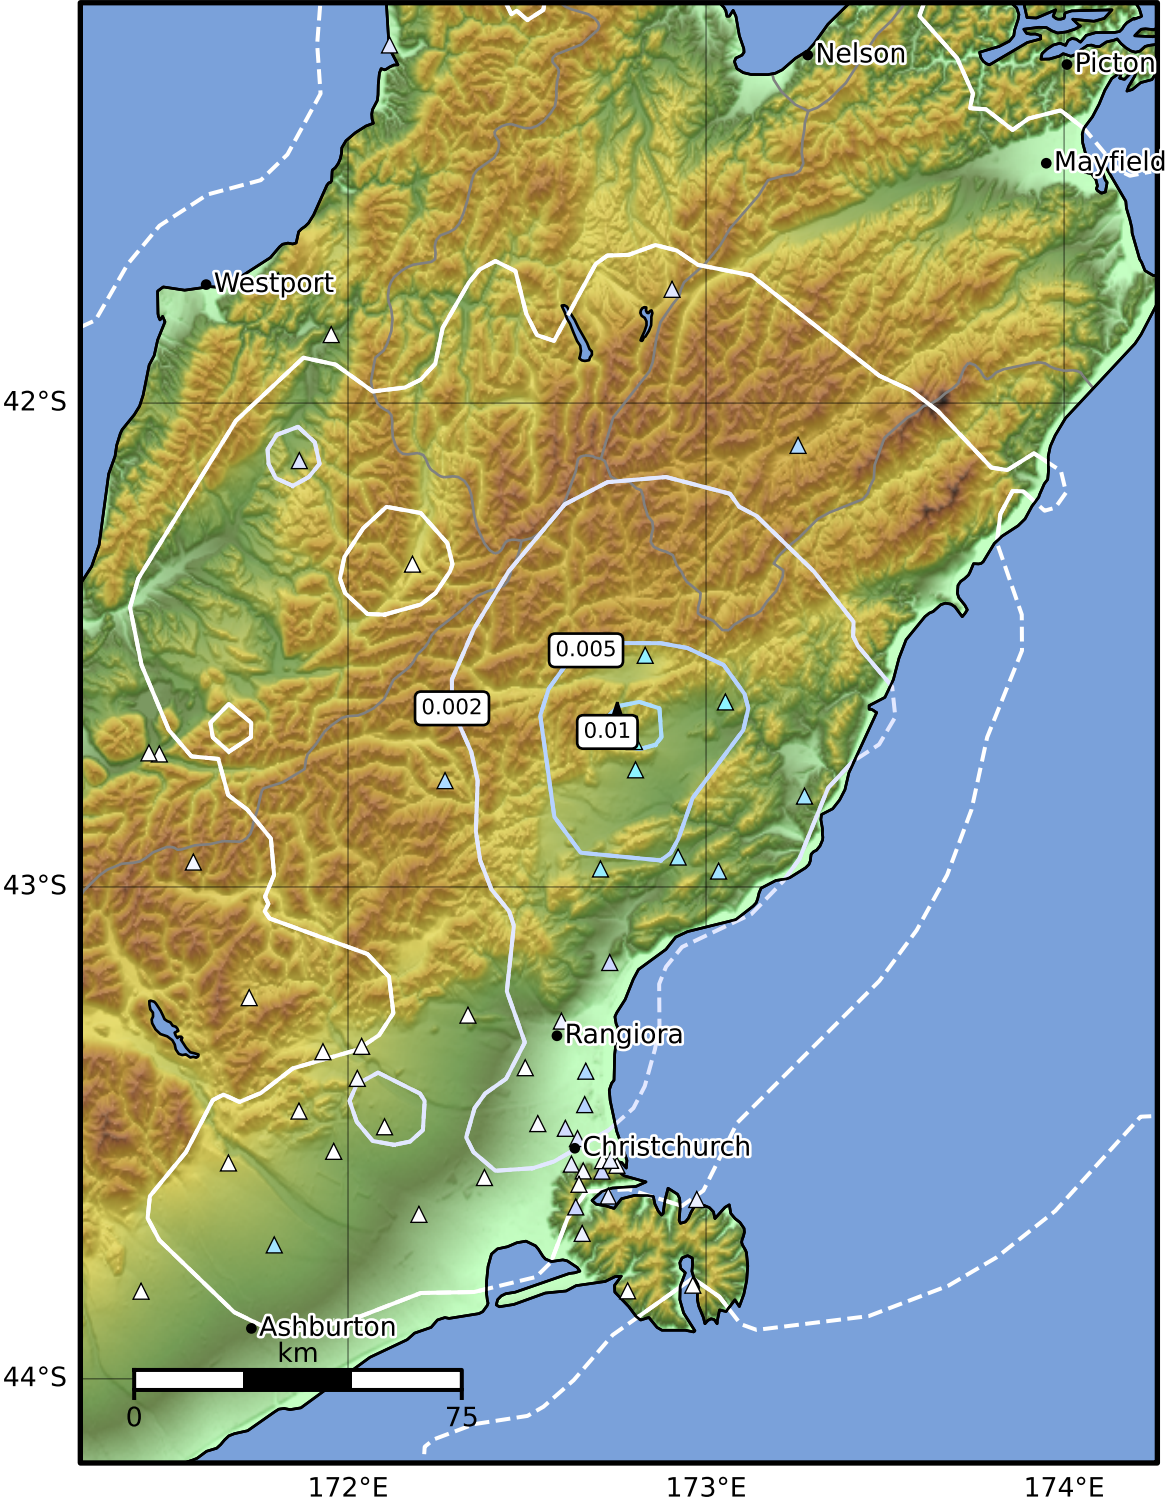 Nelson
Picton
Mayfield
Westport
42°S
0.005
0.002
0.01
43°S
Rangiora
Christchurch
Ashburton
km
44°S
0 75
172°E 173°E 174°E